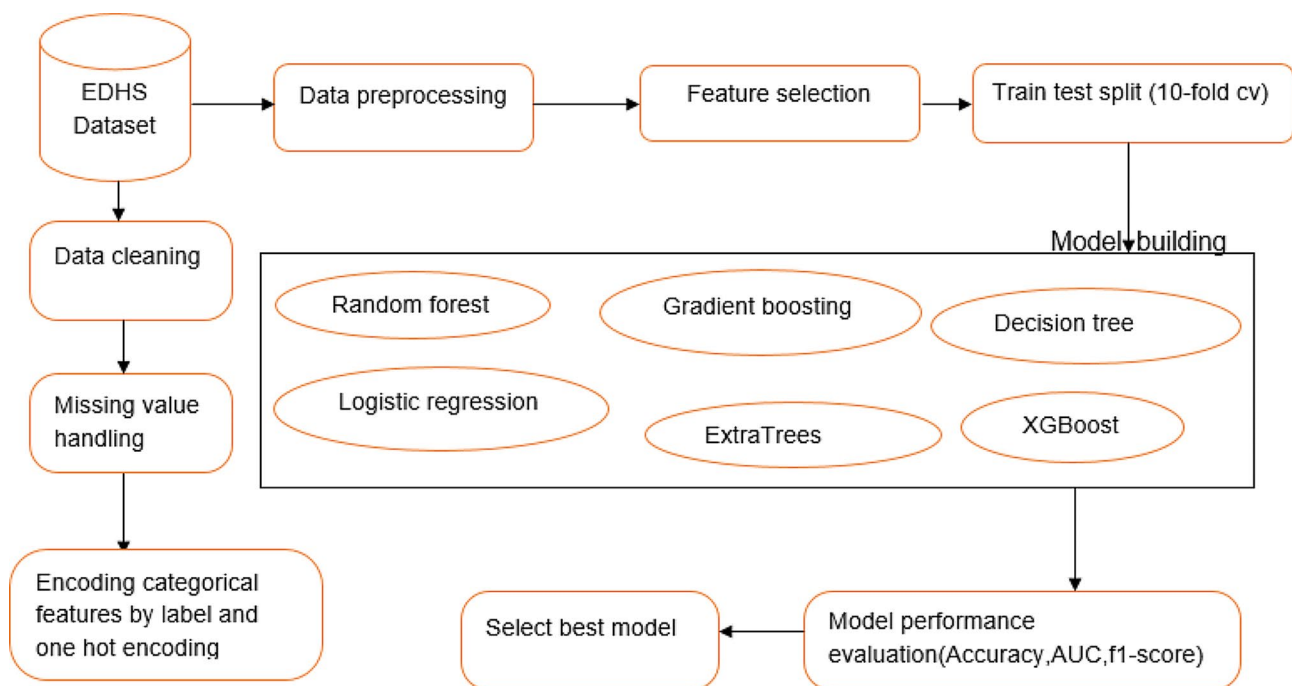 EDHS
Dataset
Data preprocessing
Feature selection
Train test split (10-fold cv)
Data cleaning
Missing value
handling
Encoding categorical
features by label and
one hot encoding
Model building
Random forest
Gradient boosting
Decision tree
Logistic regression
ExtraTrees
XGBoost
Model performance
evaluation(Accuracy,AUC,f1-score)
Select best model